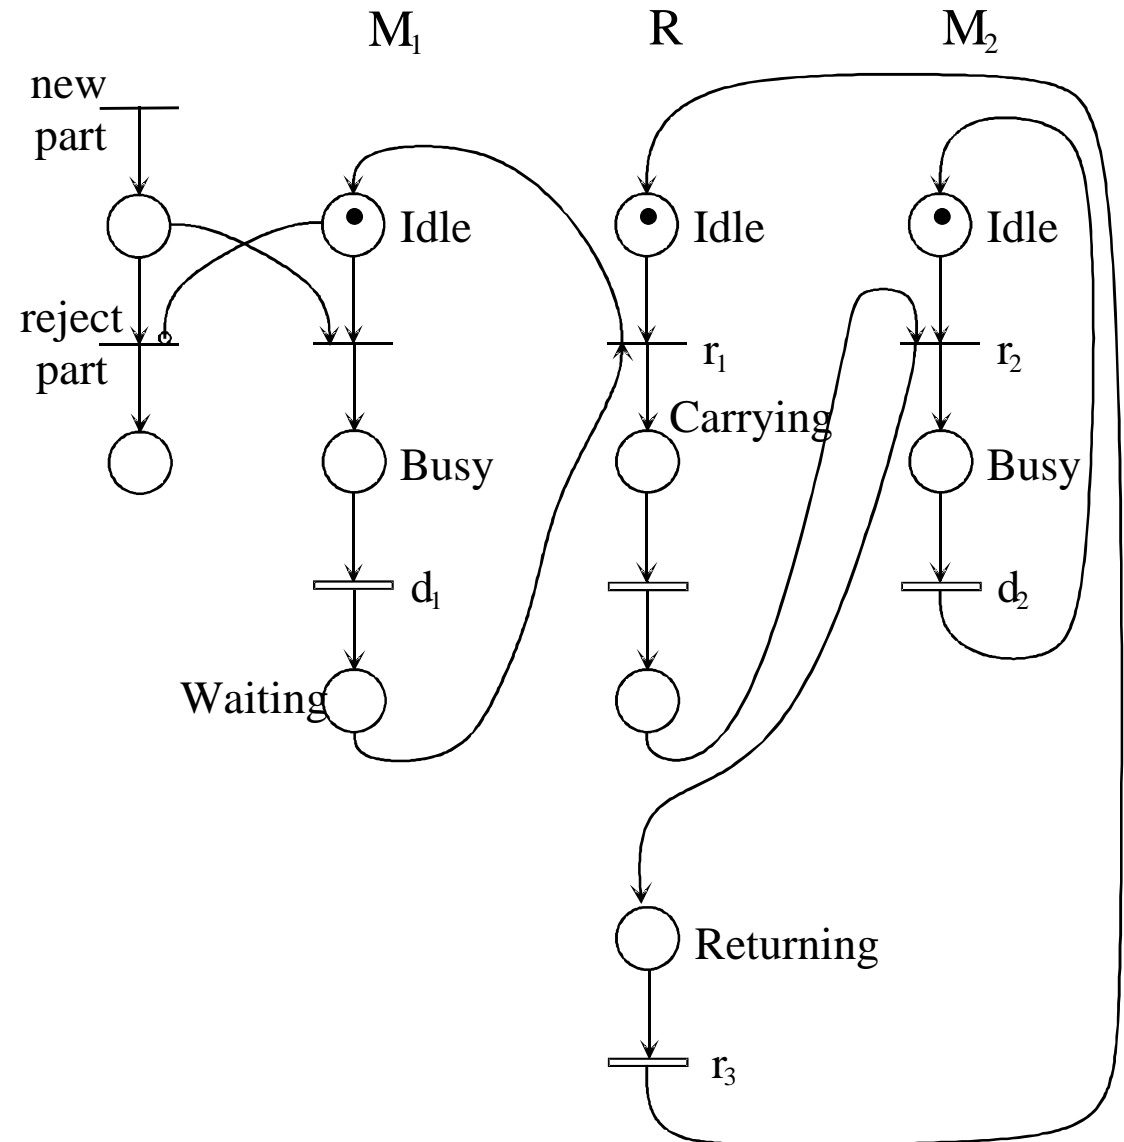 M₁ R M₂
new
part
Idle Idle Idle
reject
part
r₁ r₂
Carrying
Busy Busy
d₁ d₂
Waiting
Returning
r₃